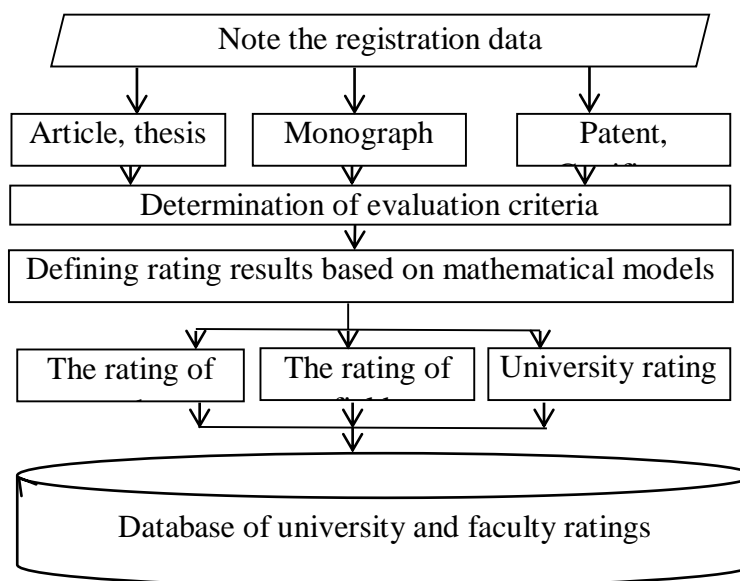 Note the registration data
Article, thesis
Monograph
Patent,
Determination of evaluation criteria
Defining rating results based on mathematical models
The rating of
The rating of
University rating
Database of university and faculty ratings